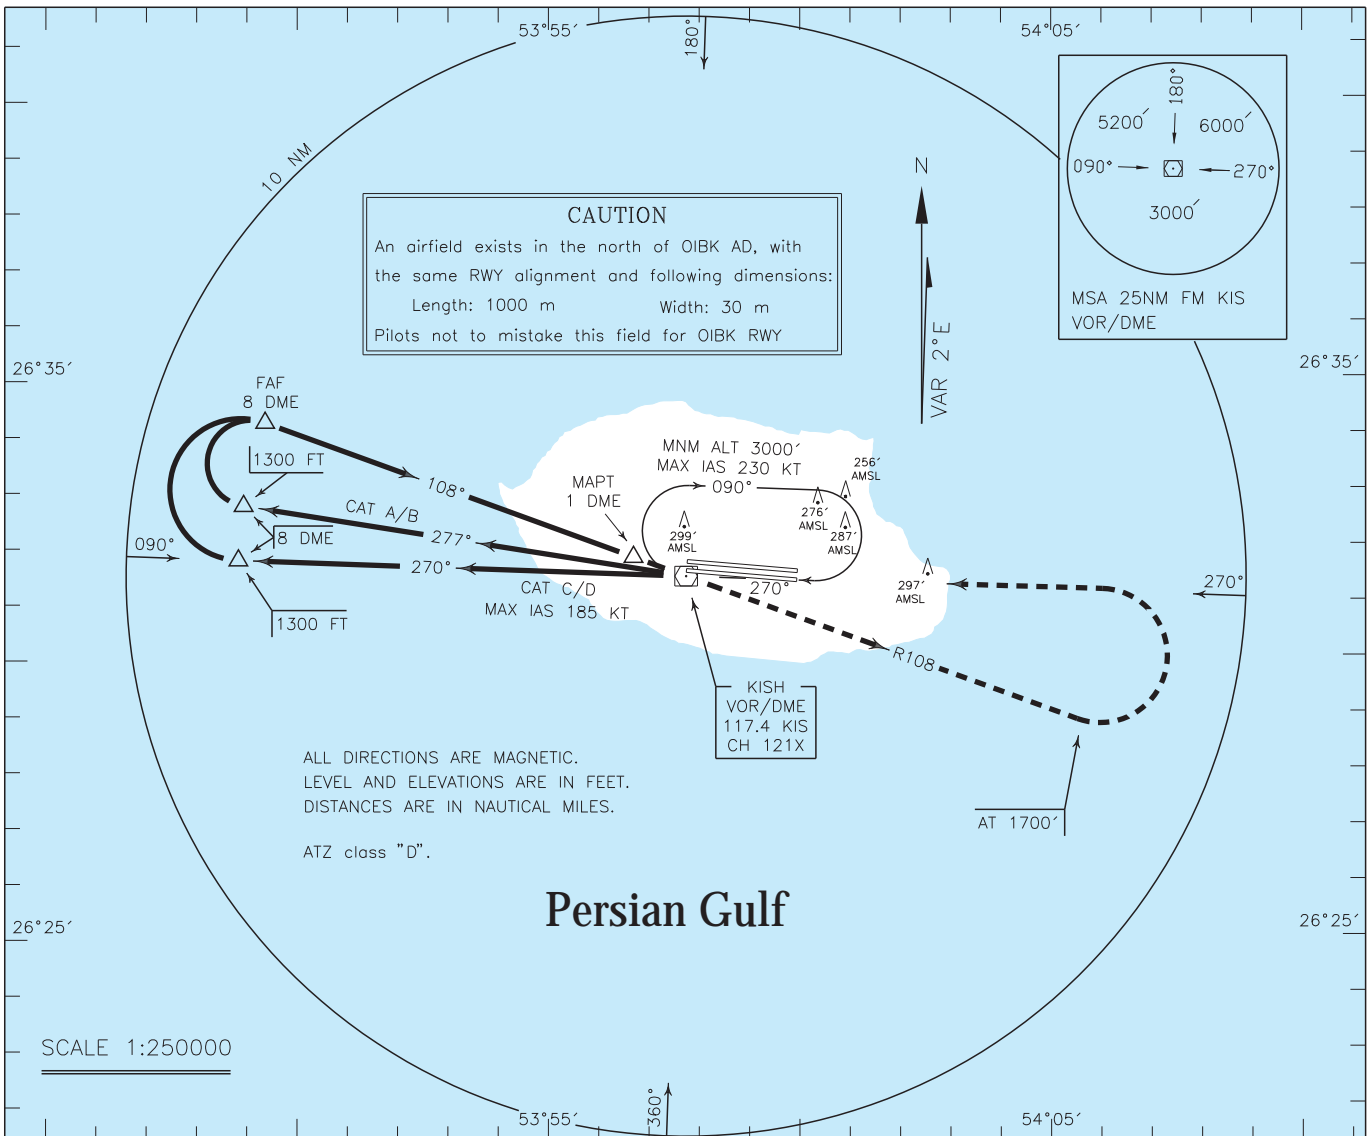 53°55′
180°
54°05′
10 NM
180°
5200′
6000′
090°
270°
3000′
MSA 25NM FM KIS
VOR/DME
N
VAR 2°E
CAUTION
An airfield exists in the north of OIBK AD, with
the same RWY alignment and following dimensions:
Length: 1000 m Width: 30 m
Pilots not to mistake this field for OIBK RWY
26°35′
26°35′
FAF
8 DME
1300 FT
108°
CAT A/B
277°
8 DME
090°
270°
CAT C/D
MAX IAS 185 KT
1300 FT
MAPT
1 DME
MNM ALT 3000′
MAX IAS 230 KT
090°
256′
AMSL
276′
AMSL
287′
AMSL
299′
AMSL
297′
AMSL
270°
270°
R108
KISH
VOR/DME
117.4 KIS
CH 121X
AT 1700′
ALL DIRECTIONS ARE MAGNETIC.
LEVEL AND ELEVATIONS ARE IN FEET.
DISTANCES ARE IN NAUTICAL MILES.
ATZ class "D".
Persian Gulf
26°25′
26°25′
SCALE 1:250000
53°55′
360°
54°05′